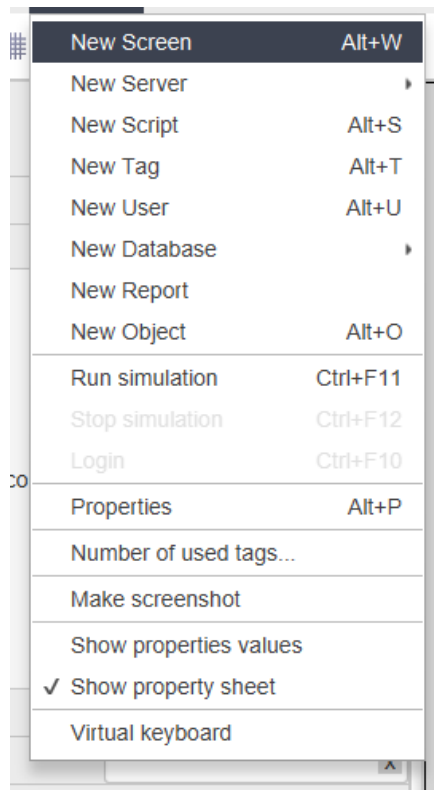 New Screen Alt+W
New Server
New Script Alt+S
New Tag Alt+T
New User Alt+U
New Database
New Report
New Object Alt+O
Run simulation Ctrl+F11
Stop simulation Ctrl+F12
Login Ctrl+F10
co
Properties Alt+P
Number of used tags...
Make screenshot
Show properties values
✓ Show property sheet
Virtual keyboard
X